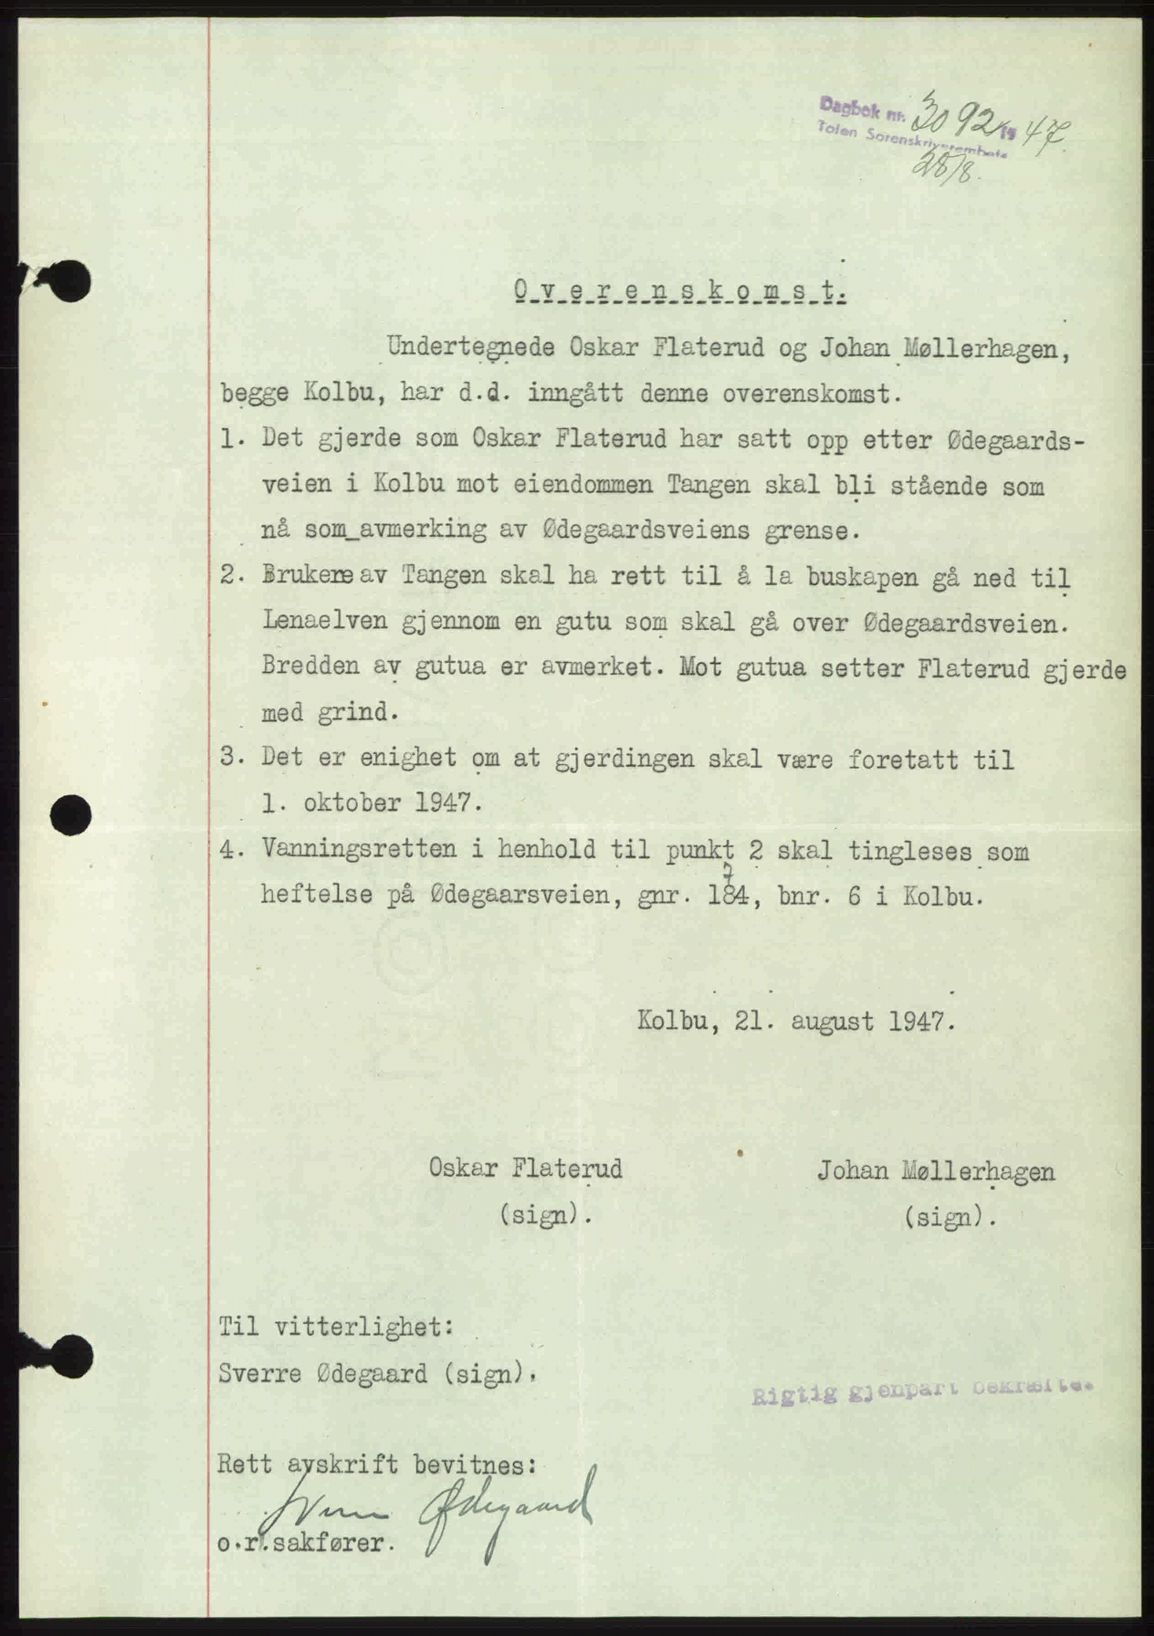 Dagbok nr. 3092/1947.
Toten Sorenskriverembete
28/8.
Overenskomst.
Undertegnede Oskar Flaterud og Johan Møllerhagen,
begge Kolbu, har d.d. inngått denne overenskomst.
1. Det gjerde som Oskar Flaterud har satt opp etter Ødegaards-
veien i Kolbu mot eiendommen Tangen skal bli stående som
nå som avmerking av Ødegaardsveiens grense.
2. Brukere av Tangen skal ha rett til å la buskapen gå ned til
Lenaelven gjennom en gutu som skal gå over Ødegaardsveien.
Bredden av gutua er avmerket. Mot gutua setter Flaterud gjerde
med grind.
3. Det er enighet om at gjerdingen skal være foretatt til
1. oktober 1947.
4. Vanningsretten i henhold til punkt 2 skal tingleses som
7
heftelse på Ødegaarsveien, gnr. 184, bnr. 6 i Kolbu.
Kolbu, 21. august 1947.
Oskar Flaterud Johan Møllerhagen
(sign). (sign).
Til vitterlighet:
Sverre Ødegaard (sign).
Rigtig gjenpart bekræftes.
Rett avskrift bevitnes:
Sverre Ødegaard
o.r.sakfører.